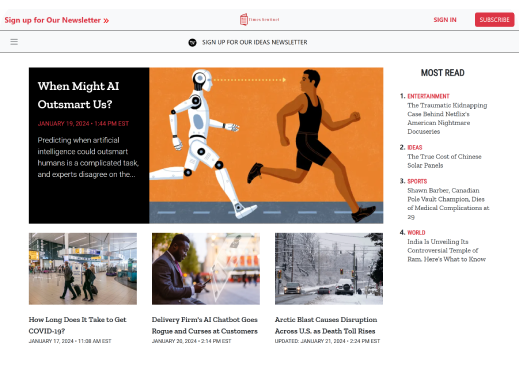 Sign up for Our Newsletter »
SIGN IN
SUBSCRIBE
SIGN UP FOR OUR IDEAS NEWSLETTER
When Might AI
Outsmart Us?
JANUARY 19, 2024 • 1:44 PM EST
Predicting when artificial
intelligence could outsmart
humans is a complicated task,
and experts disagree on the...
How Long Does It Take to Get
COVID-19?
JANUARY 17, 2024 • 11:08 AM EST
Delivery Firm's AI Chatbot Goes
Rogue and Curses at Customers
JANUARY 20, 2024 • 2:14 PM EST
Arctic Blast Causes Disruption
Across U.S. as Death Toll Rises
UPDATED: JANUARY 21, 2024 • 2:24 PM EST
MOST READ
1. ENTERTAINMENT
The Traumatic Kidnapping
Case Behind Netflix's
American Nightmare
Docuseries
2. IDEAS
The True Cost of Chinese
Solar Panels
3. SPORTS
Shawn Barber, Canadian
Pole Vault Champion, Dies
of Medical Complications at
29
4. WORLD
India Is Unveiling Its
Controversial Temple of
Ram. Here's What to Know